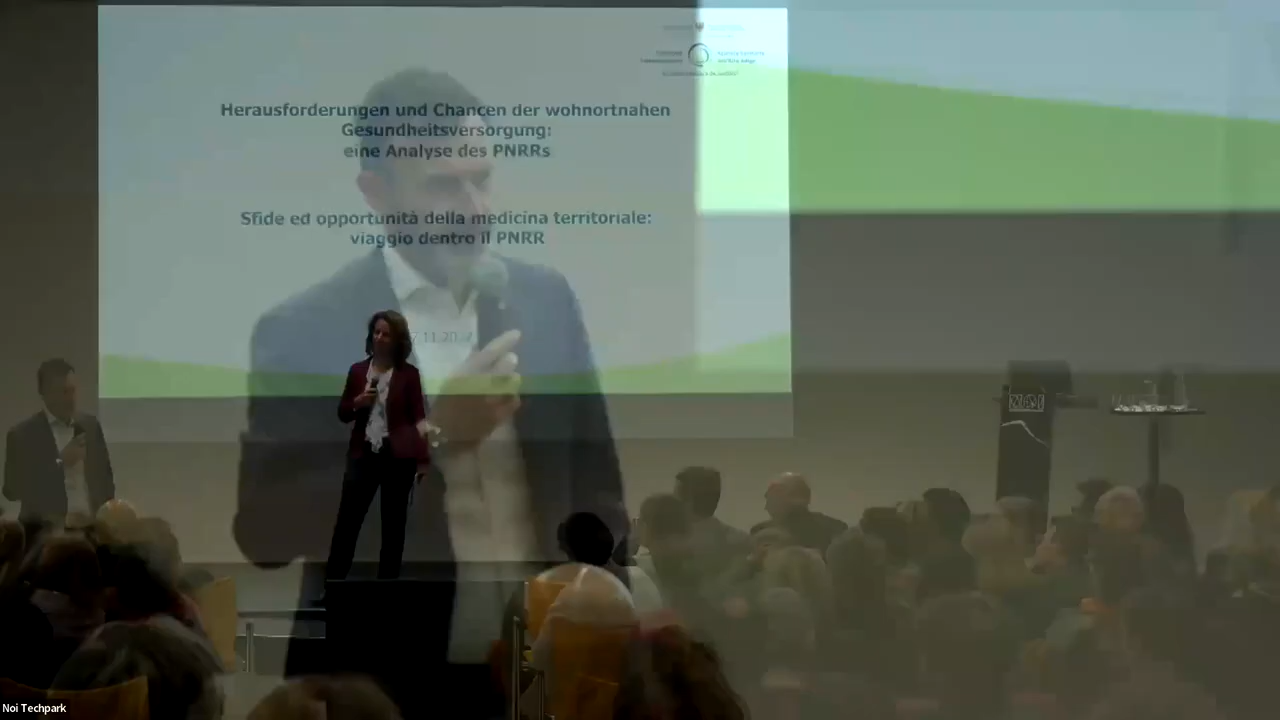 Herausforderungen und Chancen der wohnortnahen
Gesundheitsversorgung:
eine Analyse des PNRRs
Sfide ed opportunità della medicina territoriale:
viaggio dentro il PNRR
Noi Techpark